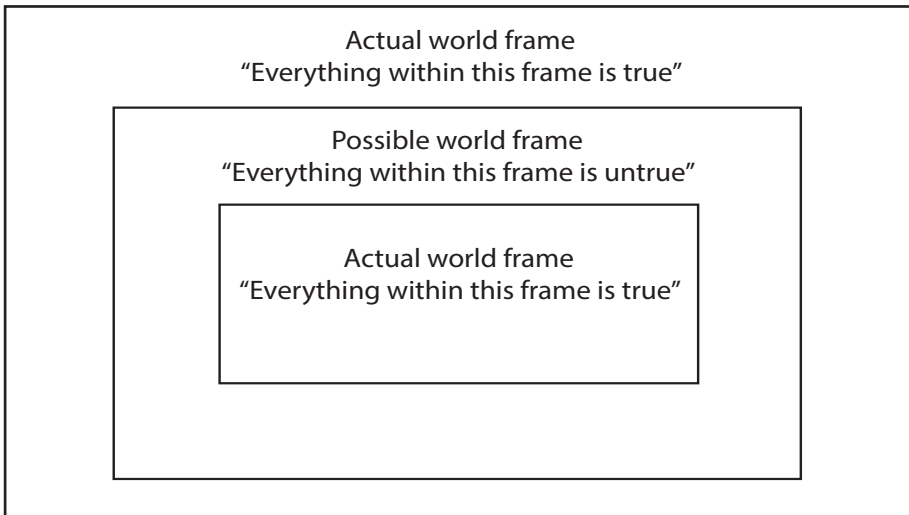 Actual world frame
“Everything within this frame is true”
Possible world frame
“Everything within this frame is untrue”
Actual world frame
“Everything within this frame is true”